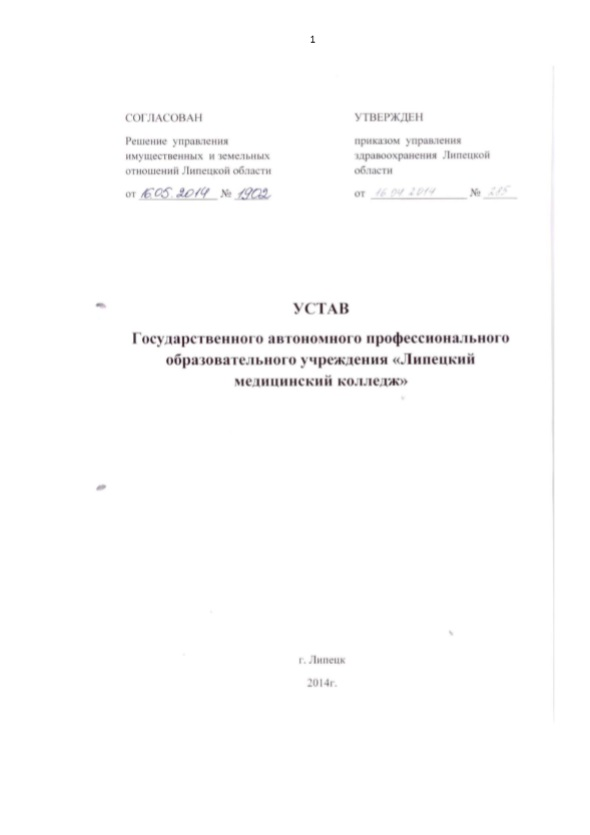 1
СОГЛАСОВАН
Решение управления
имущественных и земельных
отношений Липецкой области
от 16.05.2014 № 1902
УТВЕРЖДЕН
приказом управления
здравоохранения Липецкой
области
от 16 04 2014 №
УСТАВ
Государственного автономного профессионального
образовательного учреждения «Липецкий
медицинский колледж»
г. Липецк
2014г.